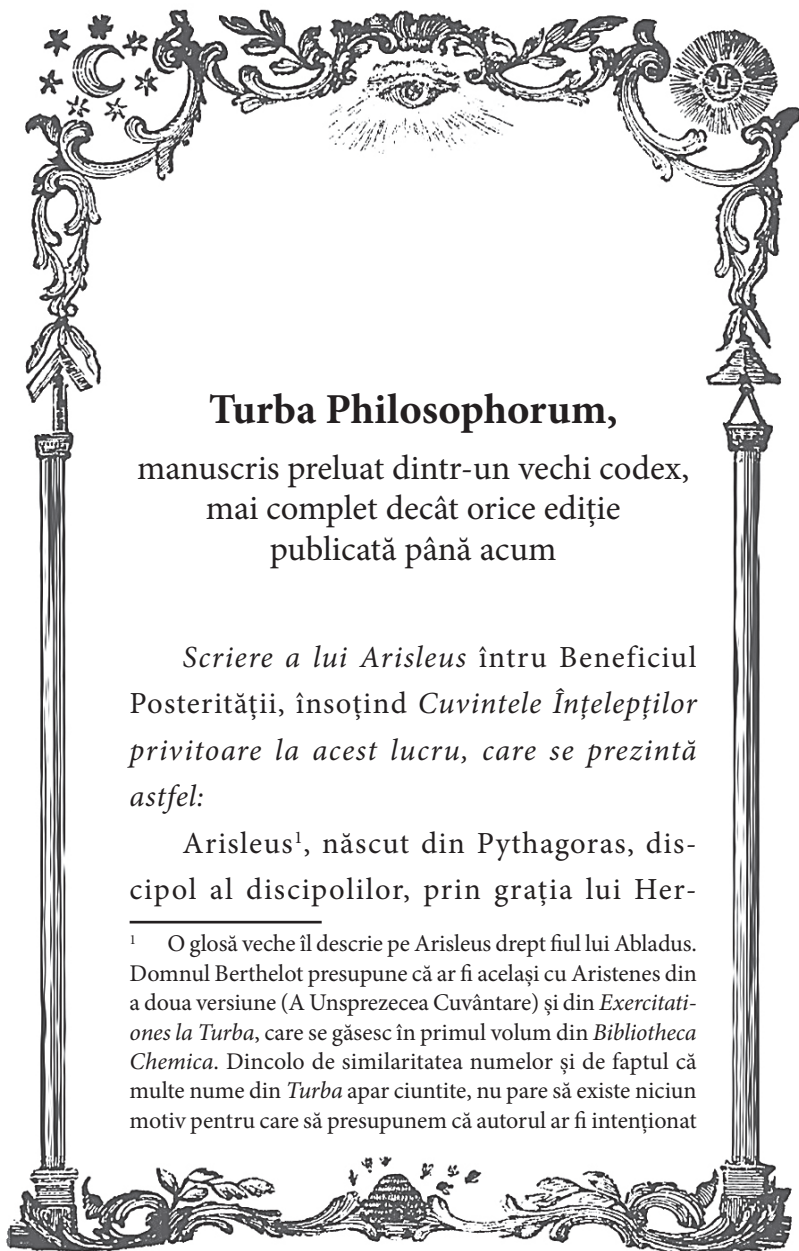 Turba Philosophorum,
manuscris preluat dintr-un vechi codex,
mai complet decât orice ediție
publicată până acum
Scriere a lui Arisleus întru Beneficiul
Posterității, însoțind Cuvintele Înțelepților
privitoare la acest lucru, care se prezintă
astfel:
Arisleus¹, născut din Pythagoras, dis-
cipol al discipolilor, prin grația lui Her-
¹ O glosă veche îl descrie pe Arisleus drept fiul lui Abladus.
Domnul Berthelot presupune că ar fi același cu Aristenes din
a doua versiune (A Unsprezecea Cuvântare) și din Exercitati-
ones la Turba, care se găsesc în primul volum din Bibliotheca
Chemica. Dincolo de similaritatea numelor și de faptul că
multe nume din Turba apar ciuntite, nu pare să existe niciun
motiv pentru care să presupunem că autorul ar fi intenționat